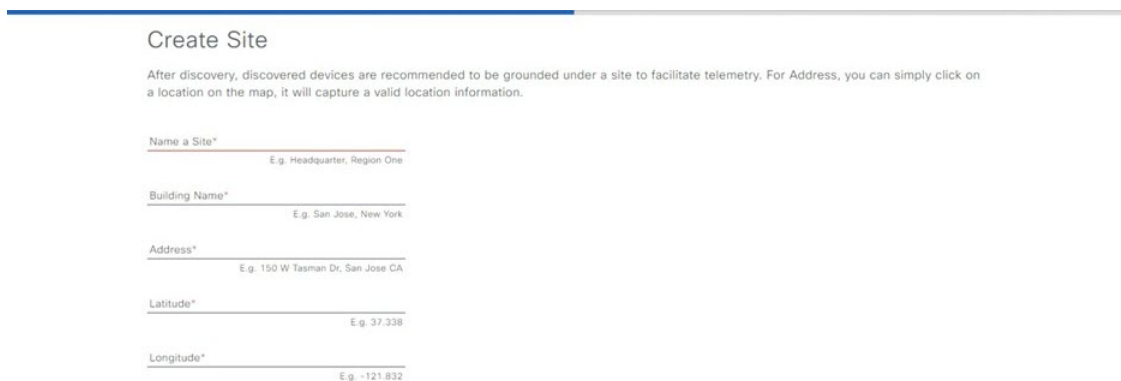 Create Site
After discovery, discovered devices are recommended to be grounded under a site to facilitate telemetry. For Address, you can simply click on
a location on the map, it will capture a valid location information.
Name a Site*
E.g. Headquarter, Region One
Building Name*
E.g. San Jose, New York
Address*
E.g. 150 W Tasman Dr, San Jose CA
Latitude*
E.g. 37.338
Longitude*
E.g. -121.832